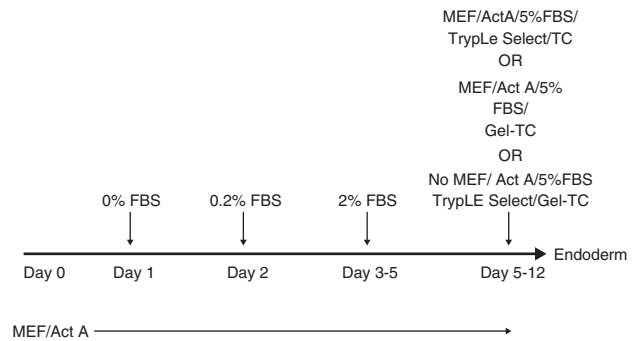 MEF/ActA/5%FBS/
TrypLe Select/TC
OR
MEF/Act A/5%
FBS/
Gel-TC
OR
No MEF/ Act A/5%FBS
TrypLE Select/Gel-TC
0% FBS 0.2% FBS 2% FBS
Endoderm
Day 0 Day 1 Day 2 Day 3-5 Day 5-12
MEF/Act A